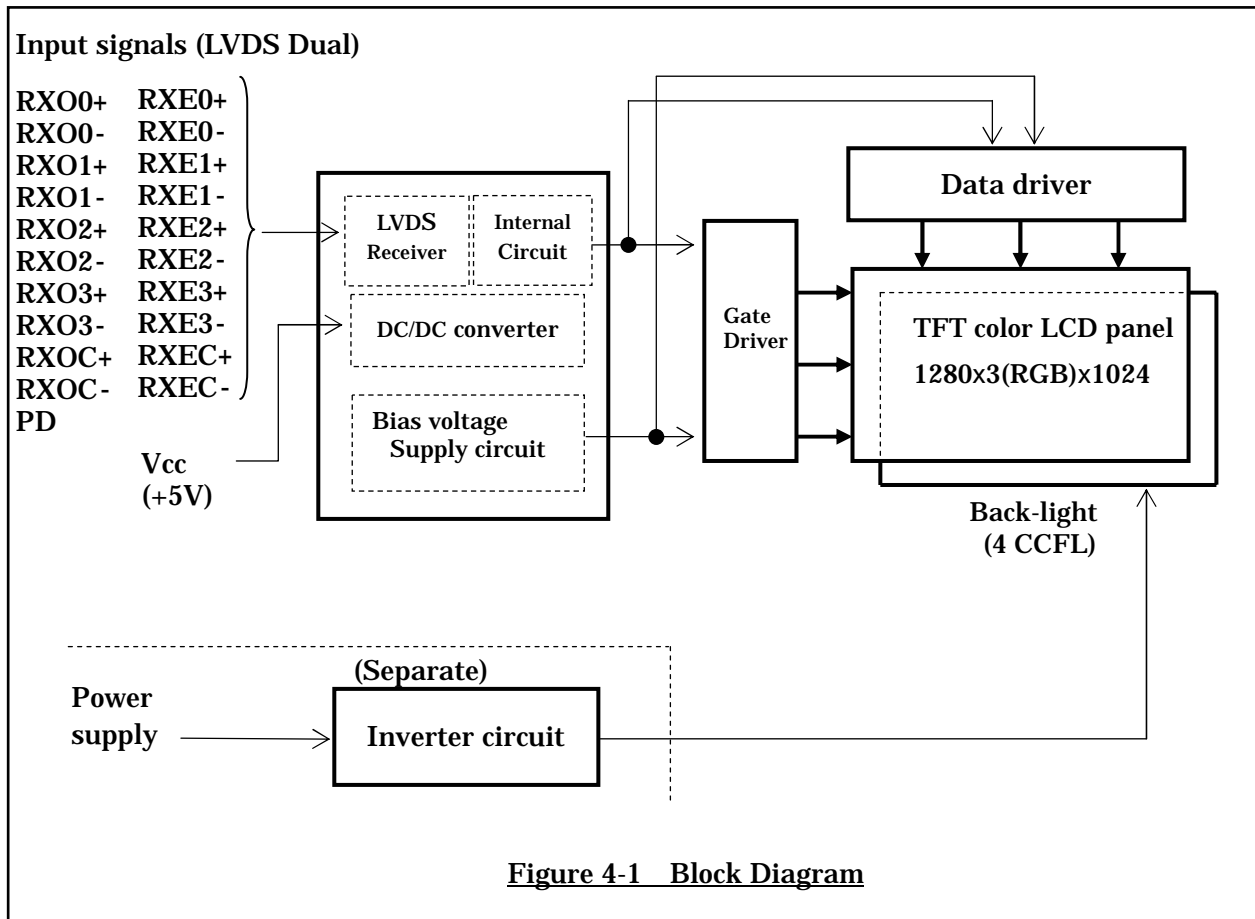 Input signals (LVDS Dual)
RXO0+ RXE0+
RXO0- RXE0-
RXO1+ RXE1+
RXO1- RXE1-
RXO2+ RXE2+
RXO2- RXE2-
RXO3+ RXE3+
RXO3- RXE3-
RXOC+ RXEC+
RXOC- RXEC-
PD
Vcc
(+5V)
LVDS
Receiver
Internal
Circuit
DC/DC converter
Bias voltage
Supply circuit
Gate
Driver
Data driver
TFT color LCD panel
1280x3(RGB)x1024
Back-light
(4 CCFL)
(Separate)
Power
supply
Inverter circuit
Figure 4-1 Block Diagram